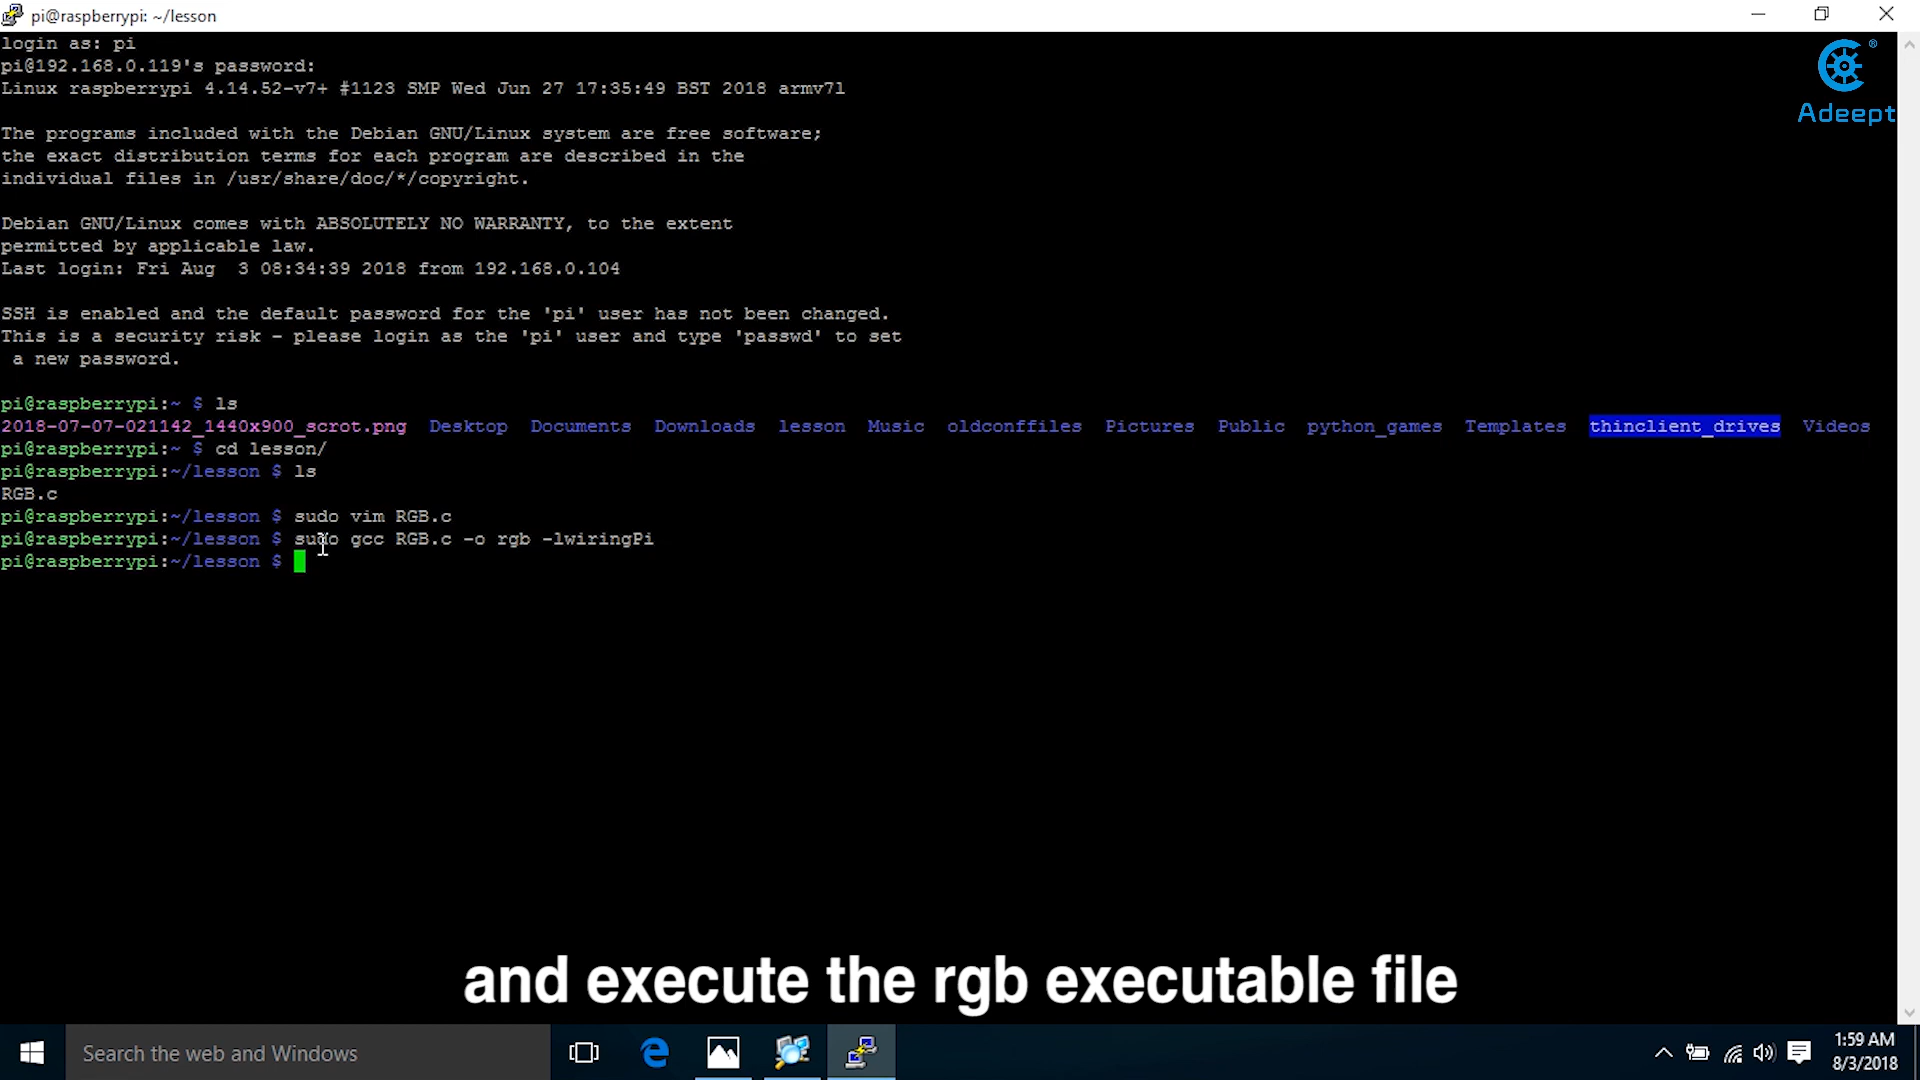 pi@raspberrypi: ~/lesson
login as: pi
pi@192.168.0.119's password:
Linux raspberrypi 4.14.52-v7+ #1123 SMP Wed Jun 27 17:35:49 BST 2018 armv7l
The programs included with the Debian GNU/Linux system are free software;
the exact distribution terms for each program are described in the
individual files in /usr/share/doc/*/copyright.
Debian GNU/Linux comes with ABSOLUTELY NO WARRANTY, to the extent
permitted by applicable law.
Last login: Fri Aug  3 08:34:39 2018 from 192.168.0.104
SSH is enabled and the default password for the 'pi' user has not been changed.
This is a security risk - please login as the 'pi' user and type 'passwd' to set
 a new password.
pi@raspberrypi:~ $ ls
2018-07-07-021142_1440x900_scrot.png  Desktop  Documents  Downloads  lesson  Music  oldconffiles  Pictures  Public  python_games  Templates  thinclient_drives  Videos
pi@raspberrypi:~ $ cd lesson/
pi@raspberrypi:~/lesson $ ls
RGB.c
pi@raspberrypi:~/lesson $ sudo vim RGB.c
pi@raspberrypi:~/lesson $ sudo gcc RGB.c -o rgb -lwiringPi
pi@raspberrypi:~/lesson $
Adeept ®
and execute the rgb executable file
Search the web and Windows
1:59 AM
8/3/2018